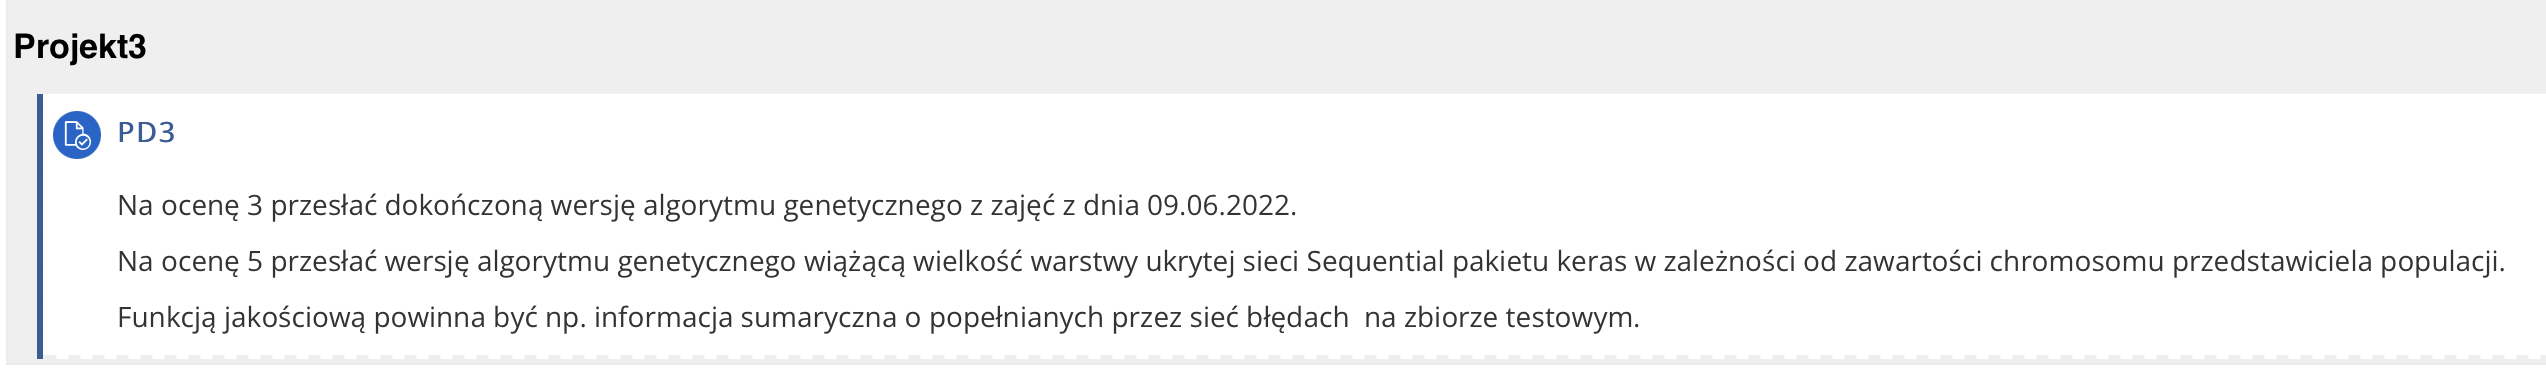 Projekt3
PD3
Na ocenę 3 przesłać dokończoną wersję algorytmu genetycznego z zajęć z dnia 09.06.2022.
Na ocenę 5 przesłać wersję algorytmu genetycznego wiążącą wielkość warstwy ukrytej sieci Sequential pakietu keras w zależności od zawartości chromosomu przedstawiciela populacji.
Funkcją jakościową powinna być np. informacja sumaryczna o popełnianych przez sieć błędach  na zbiorze testowym.